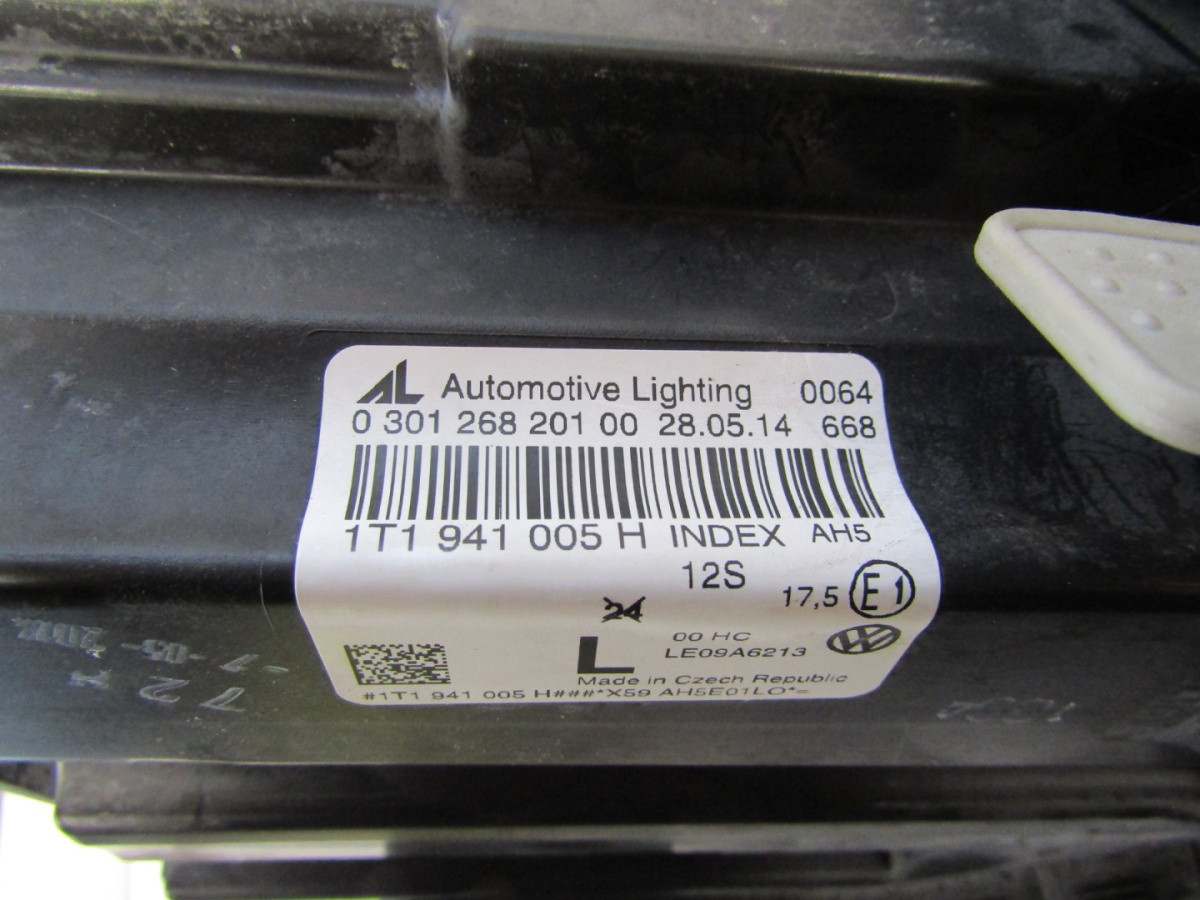 AL Automotive Lighting 0064
0 301 268 201 00 28.05.14 668
1T1 941 005 H INDEX AH5
12S
17,5 E1
24
L 00 HC
LE09A6213
Made in Czech Republic
#1T1 941 005 H###*X59 AH5E01LO*=